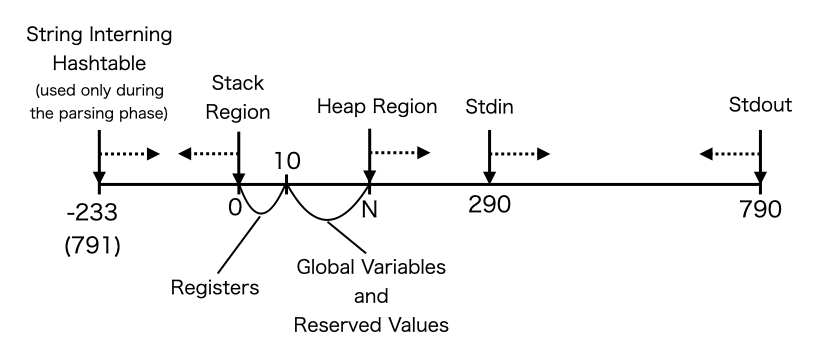 String Interning
Hashtable
(used only during
the parsing phase)
Stack
Region
Heap Region
Stdin
Stdout
10
-233
(791)
0
N
290
790
Registers
Global Variables
and
Reserved Values